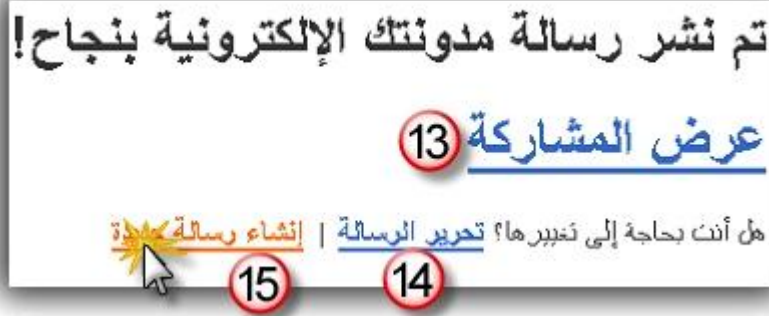 تم نشر رسالة مدونتك الإلكترونية بنجاح!
عرض المشاركة 13
هل أنت بحاجة إلى تغييرها؟ تحرير الرسالة | إنشاء رسالة
14 15